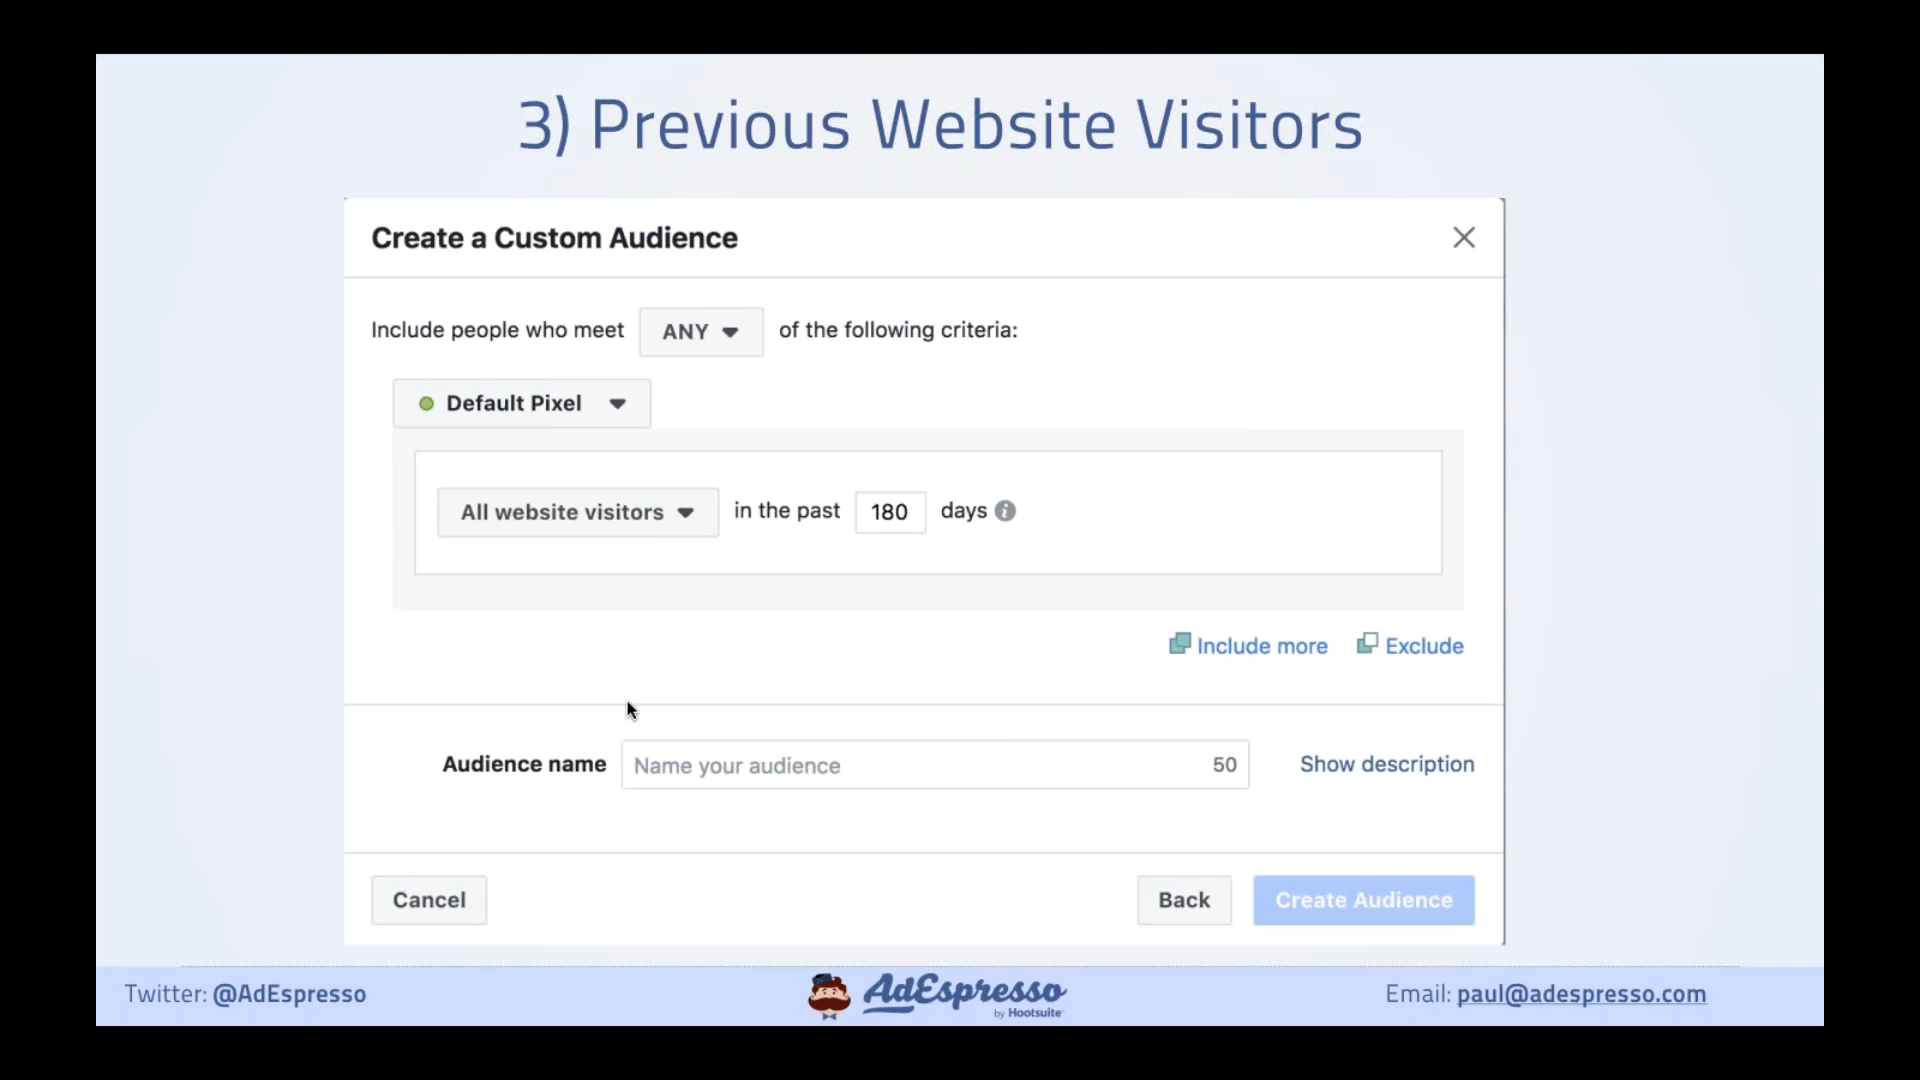 3) Previous Website Visitors
Create a Custom Audience
Include people who meet ANY of the following criteria:
Default Pixel
All website visitors in the past 180 days
Include more Exclude
Audience name Name your audience 50 Show description
Cancel Back Create Audience
Twitter: @AdEspresso AdEspresso Email: paul@adespresso.com
by Hootsuite